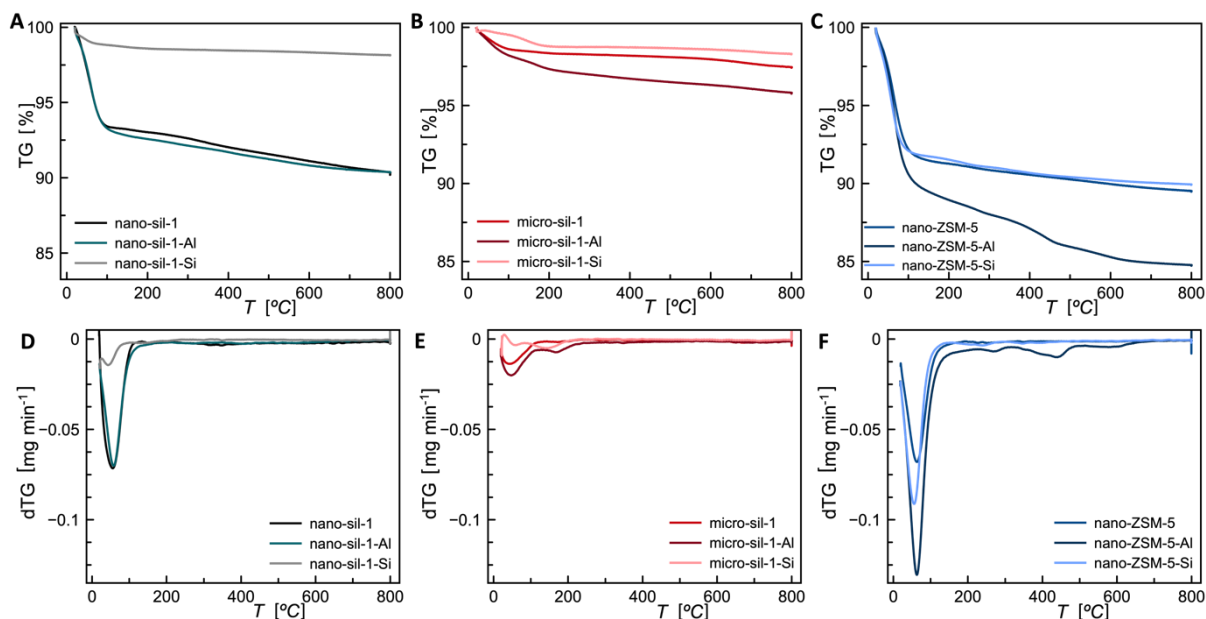 A
100
95
90
85
TG [%]
nano-sil-1
nano-sil-1-Al
nano-sil-1-Si
0
200
400
600
800
T [ºC]
B
100
95
90
85
TG [%]
micro-sil-1
micro-sil-1-Al
micro-sil-1-Si
0
200
400
600
800
T [ºC]
C
100
95
90
85
TG [%]
nano-ZSM-5
nano-ZSM-5-Al
nano-ZSM-5-Si
0
200
400
600
800
T [ºC]
D
0
−0.05
−0.1
dTG [mg min⁻¹]
nano-sil-1
nano-sil-1-Al
nano-sil-1-Si
0
200
400
600
800
T [ºC]
E
0
−0.05
−0.1
dTG [mg min⁻¹]
micro-sil-1
micro-sil-1-Al
micro-sil-1-Si
0
200
400
600
800
T [ºC]
F
0
−0.05
−0.1
dTG [mg min⁻¹]
nano-ZSM-5
nano-ZSM-5-Al
nano-ZSM-5-Si
0
200
400
600
800
T [ºC]